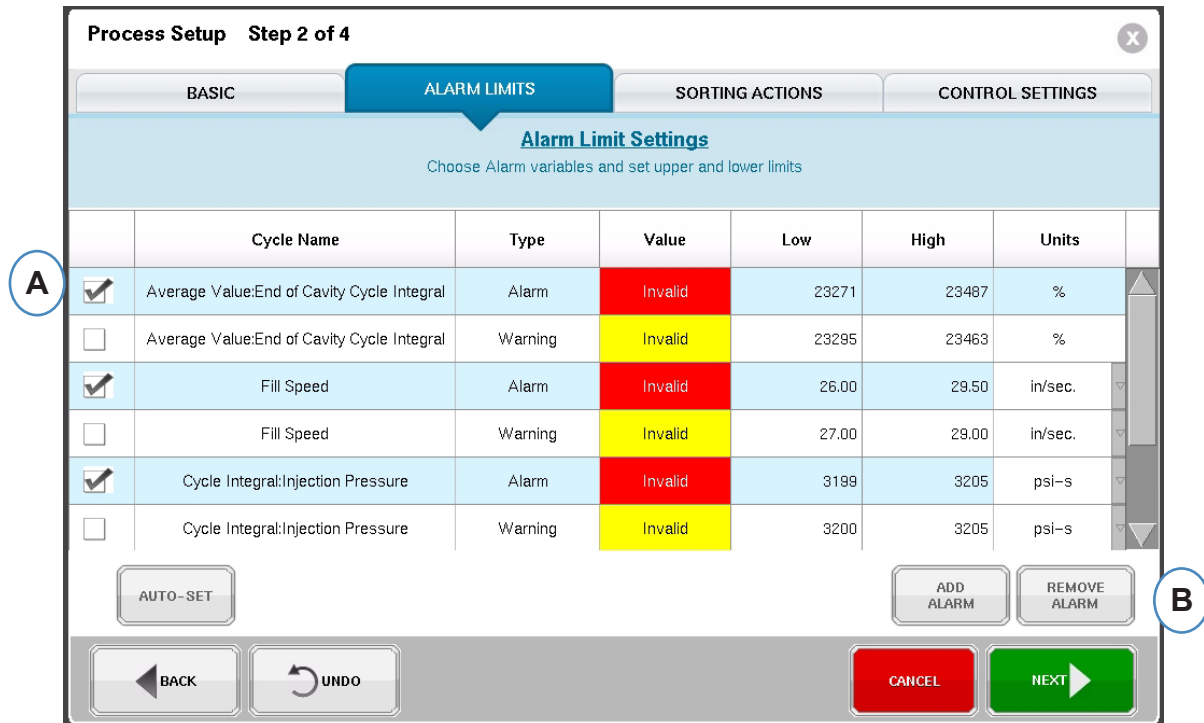 Process Setup Step 2 of 4
X
BASIC ALARM LIMITS SORTING ACTIONS CONTROL SETTINGS
Alarm Limit Settings
Choose Alarm variables and set upper and lower limits
Cycle Name Type Value Low High Units
A
Average Value:End of Cavity Cycle Integral Alarm Invalid 23271 23487 %
Average Value:End of Cavity Cycle Integral Warning Invalid 23295 23463 %
Fill Speed Alarm Invalid 26.00 29.50 in/sec.
Fill Speed Warning Invalid 27.00 29.00 in/sec.
Cycle Integral:Injection Pressure Alarm Invalid 3199 3205 psi-s
Cycle Integral:Injection Pressure Warning Invalid 3200 3205 psi-s
AUTO-SET
ADD
ALARM
REMOVE
ALARM
B
BACK UNDO CANCEL NEXT